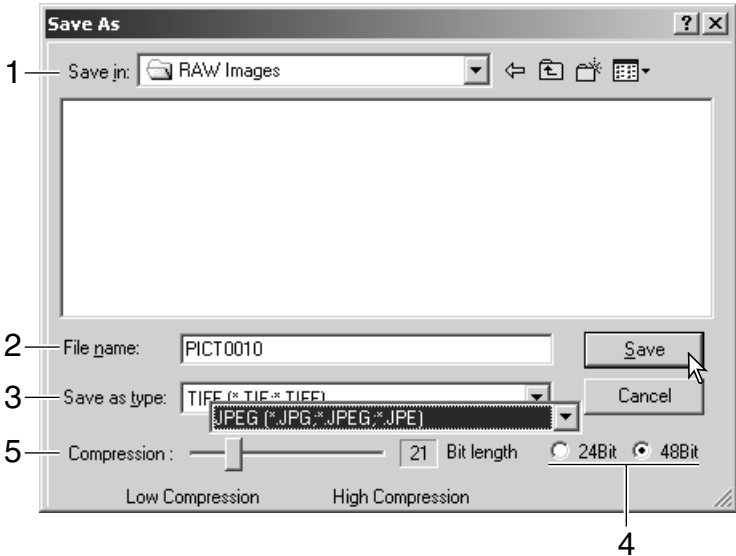 Save As
1 Save in: RAW Images
2 File name: PICT0010 Save
3 Save as type: TIFF (*.TIF;*.TIFF) Cancel
JPEG (*.JPG;*.JPEG;*.JPE)
5 Compression : 21 Bit length 24Bit 48Bit
Low Compression High Compression
4